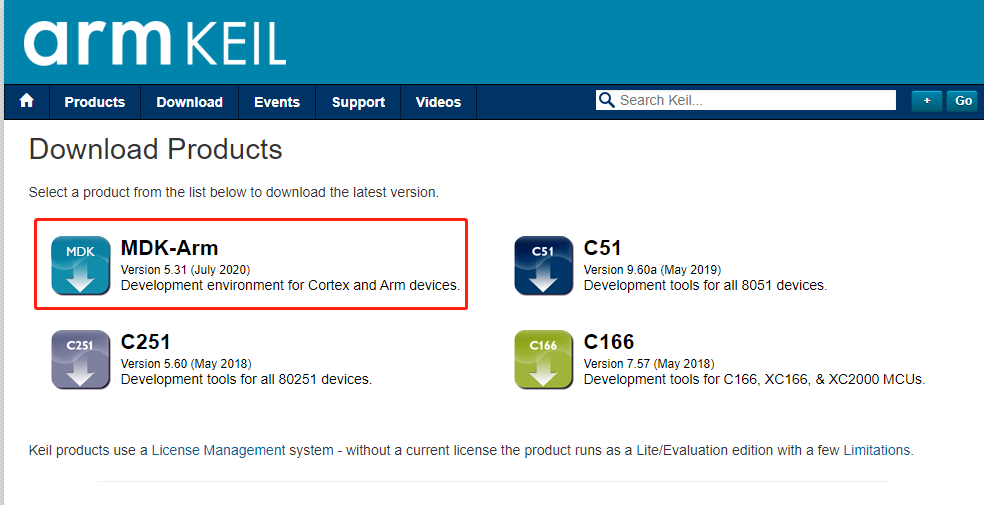 arm KEIL
Products Download Events Support Videos Search Keil... + Go
Download Products
Select a product from the list below to download the latest version.
MDK
MDK-Arm
Version 5.31 (July 2020)
Development environment for Cortex and Arm devices.
C51
C51
Version 9.60a (May 2019)
Development tools for all 8051 devices.
C251
C251
Version 5.60 (May 2018)
Development tools for all 80251 devices.
C166
C166
Version 7.57 (May 2018)
Development tools for C166, XC166, & XC2000 MCUs.
Keil products use a License Management system - without a current license the product runs as a Lite/Evaluation edition with a few Limitations.